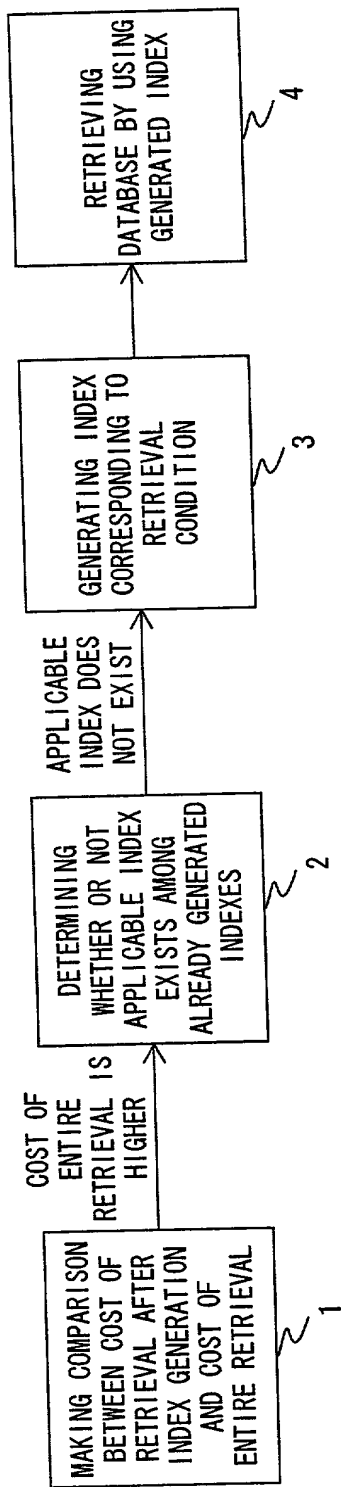 MAKING COMPARISON
BETWEEN COST OF
RETRIEVAL AFTER
INDEX GENERATION
AND COST OF
ENTIRE RETRIEVAL
1
COST OF
ENTIRE
RETRIEVAL IS
HIGHER
DETERMINING
WHETHER OR NOT
APPLICABLE INDEX
EXISTS AMONG
ALREADY GENERATED
INDEXES
2
APPLICABLE
INDEX DOES
NOT EXIST
GENERATING INDEX
CORRESPONDING TO
RETRIEVAL
CONDITION
3
RETRIEVING
DATABASE BY USING
GENERATED INDEX
4